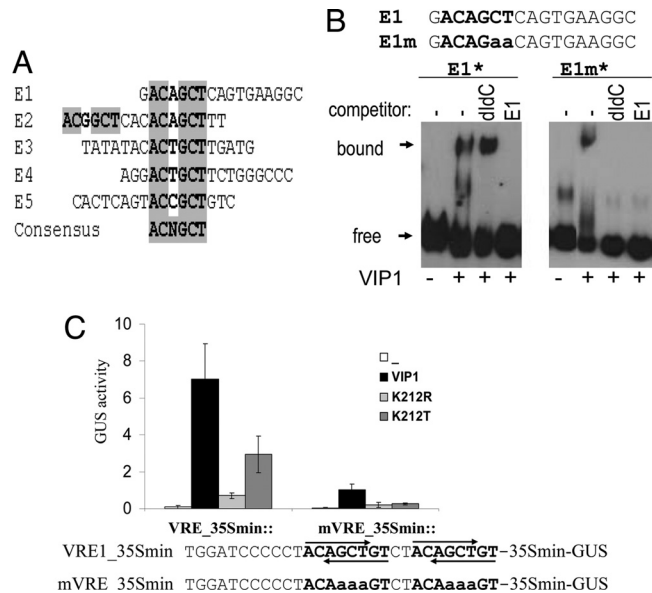 A
E1 GACAGCTCAGTGAAGGC
E2 ACGGCTCACACAGCTTT
E3 TATATACACTGCTTGATG
E4 AGGACTGCTTCTGGGCCC
E5 CACTCAGTACCGCTGTC
Consensus ACNGCT
B
E1 GACAGCTCAGTGAAGGC
E1m GACAGaaCAGTGAAGGC
E1* E1m*
competitor: - - dIdC E1 - - dIdC E1
bound
free
VIP1 - + + + - + + +
C
10
8
6
4
2
0
GUS activity
_
VIP1
K212R
K212T
VRE_35Smin:: mVRE_35Smin::
VRE1_35Smin TGGATCCCCCTACAGCTGTCTACAGCTGT-35Smin-GUS
mVRE_35Smin TGGATCCCCCTACAaaaGTCTACAaaaGT-35Smin-GUS